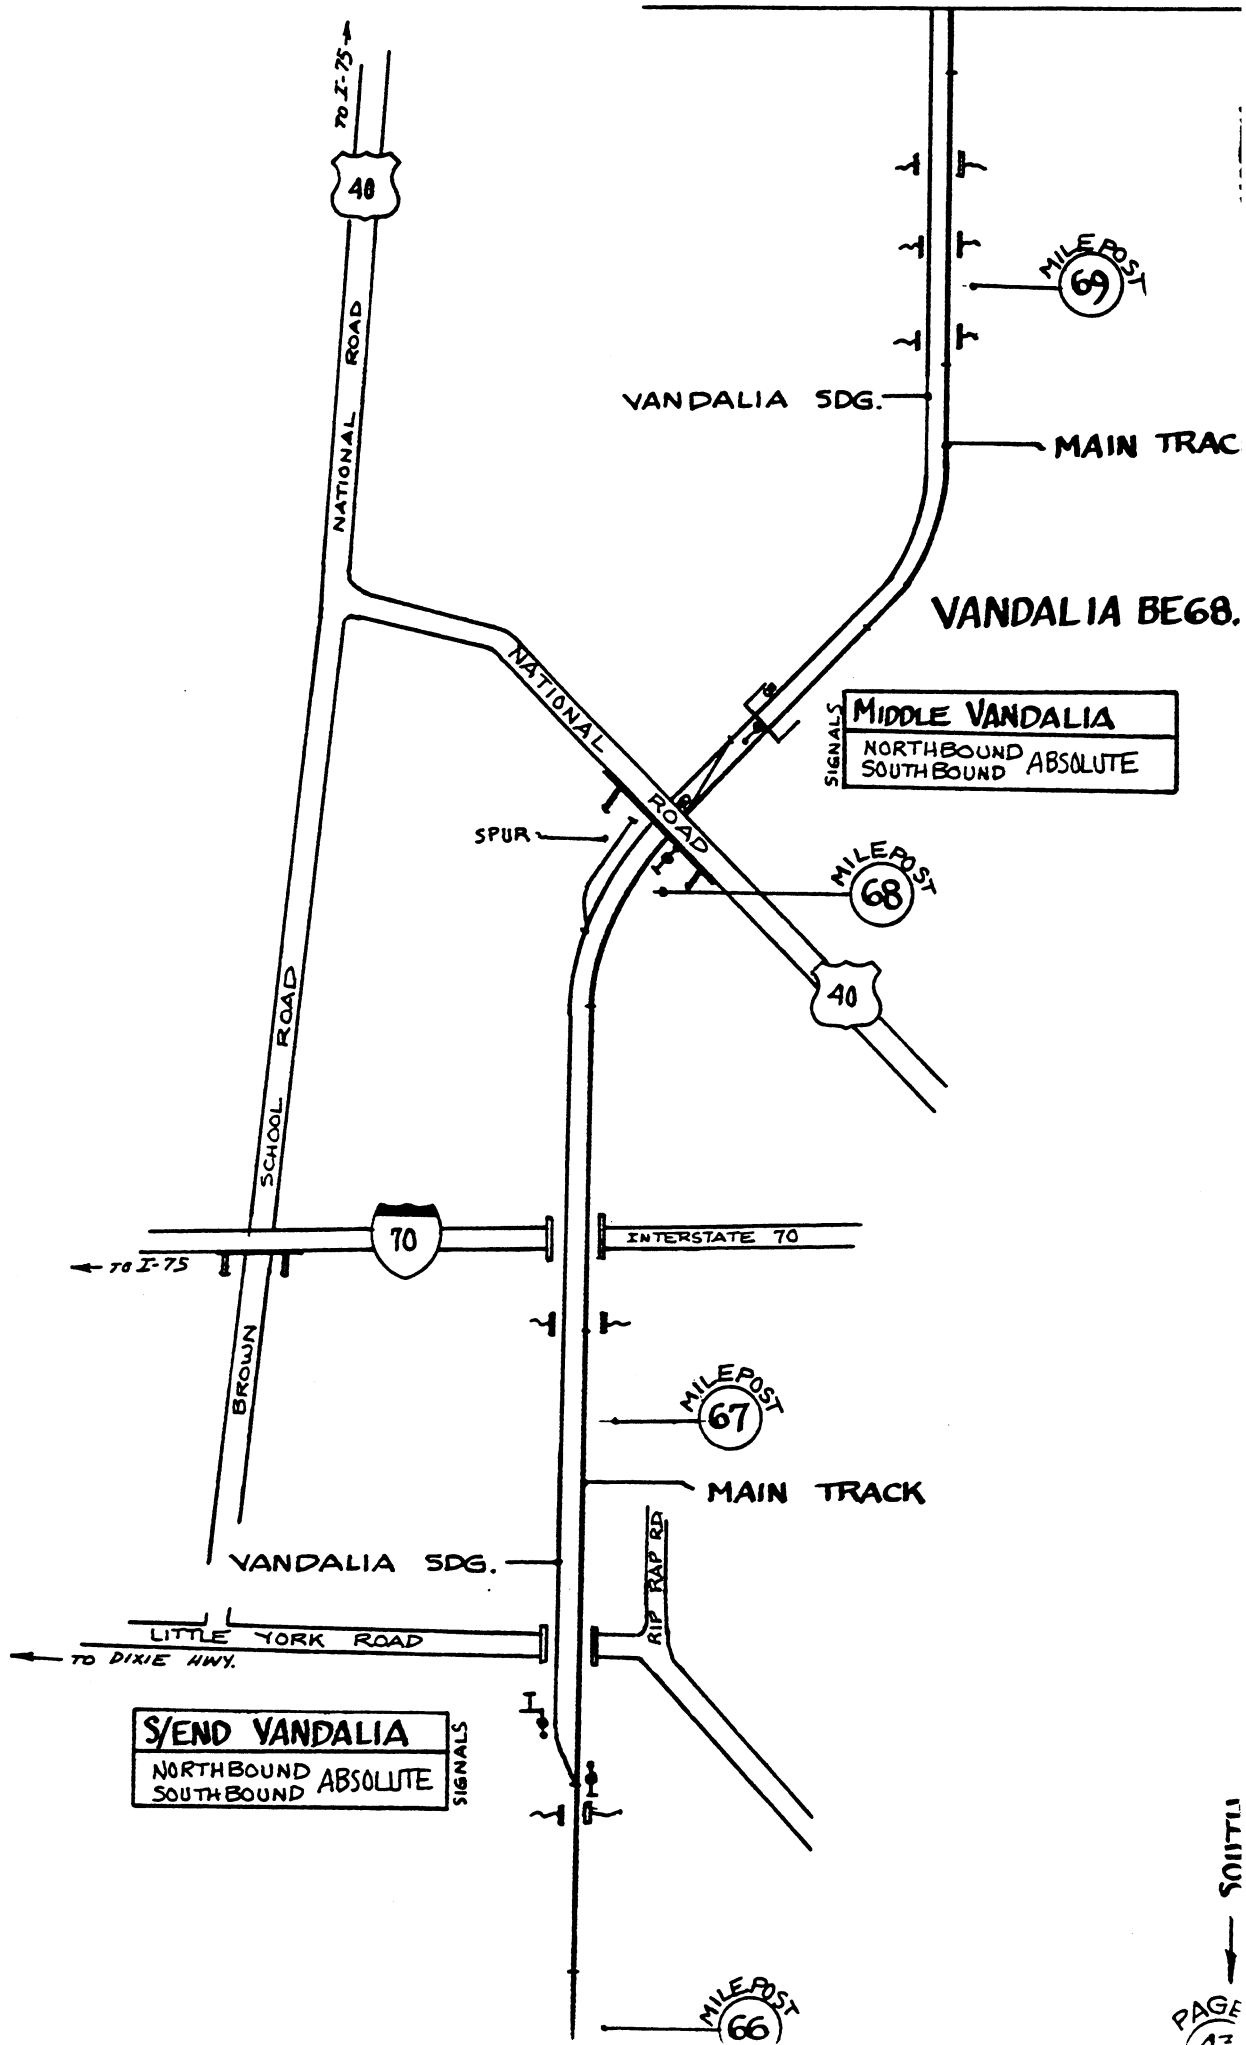 TO I-75
40
NATIONAL ROAD
MILEPOST
69
VANDALIA SDG.
MAIN TRAC
VANDALIA BE68.
NATIONAL
ROAD
SIGNALS
MIDDLE VANDALIA
NORTHBOUND
SOUTHBOUND
ABSOLUTE
SPUR
MILEPOST
68
40
SCHOOL ROAD
70
INTERSTATE 70
TO I-75
BROWN
MILEPOST
67
MAIN TRACK
VANDALIA SDG.
RIP RAP RD
LITTLE YORK ROAD
TO DIXIE HWY.
S/END VANDALIA
NORTHBOUND
SOUTHBOUND
ABSOLUTE
SIGNALS
SOUTH
MILEPOST
66
PAGE